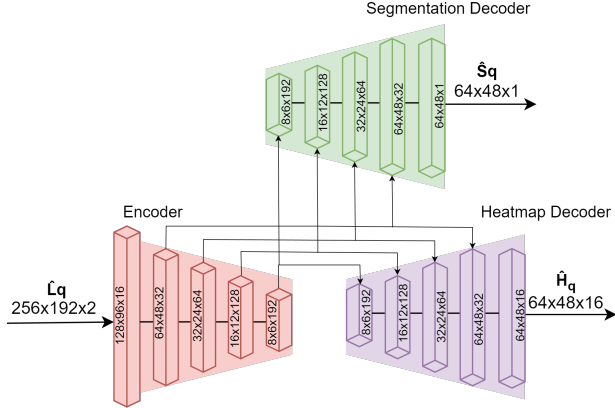 Segmentation Decoder
8x6x192
16x12x128
32x24x64
64x48x32
64x48x1
Ŝq
64x48x1
Encoder
Heatmap Decoder
L̂q
256x192x2
128x96x16
64x48x32
32x24x64
16x12x128
8x6x192
8x6x192
16x12x128
32x24x64
64x48x32
64x48x16
Ĥq
64x48x16